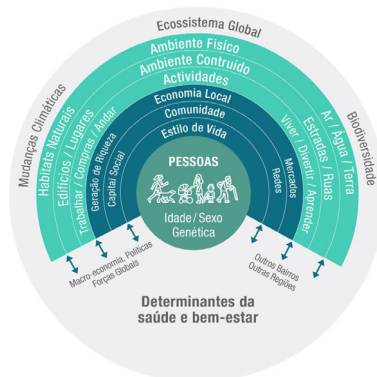 Ecossistema Global
Mudanças Climáticas
Biodiversidade
Ambiente Físico
Habitats Naturais
Ar / Água / Terra
Ambiente Contruído
Edifícios / Lugares
Estradas / Ruas
Actividades
Trabalhar / Compras / Andar
Viver / Divertir / Aprender
Economia Local
Geração de Riqueza
Mercados
Comunidade
Capital Social
Redes
Estilo de Vida
PESSOAS
Idade / Sexo
Genética
Macro-economia, Políticas
Forças Globais
Outros Bairros
Outras Regiões
Determinantes da
saúde e bem-estar